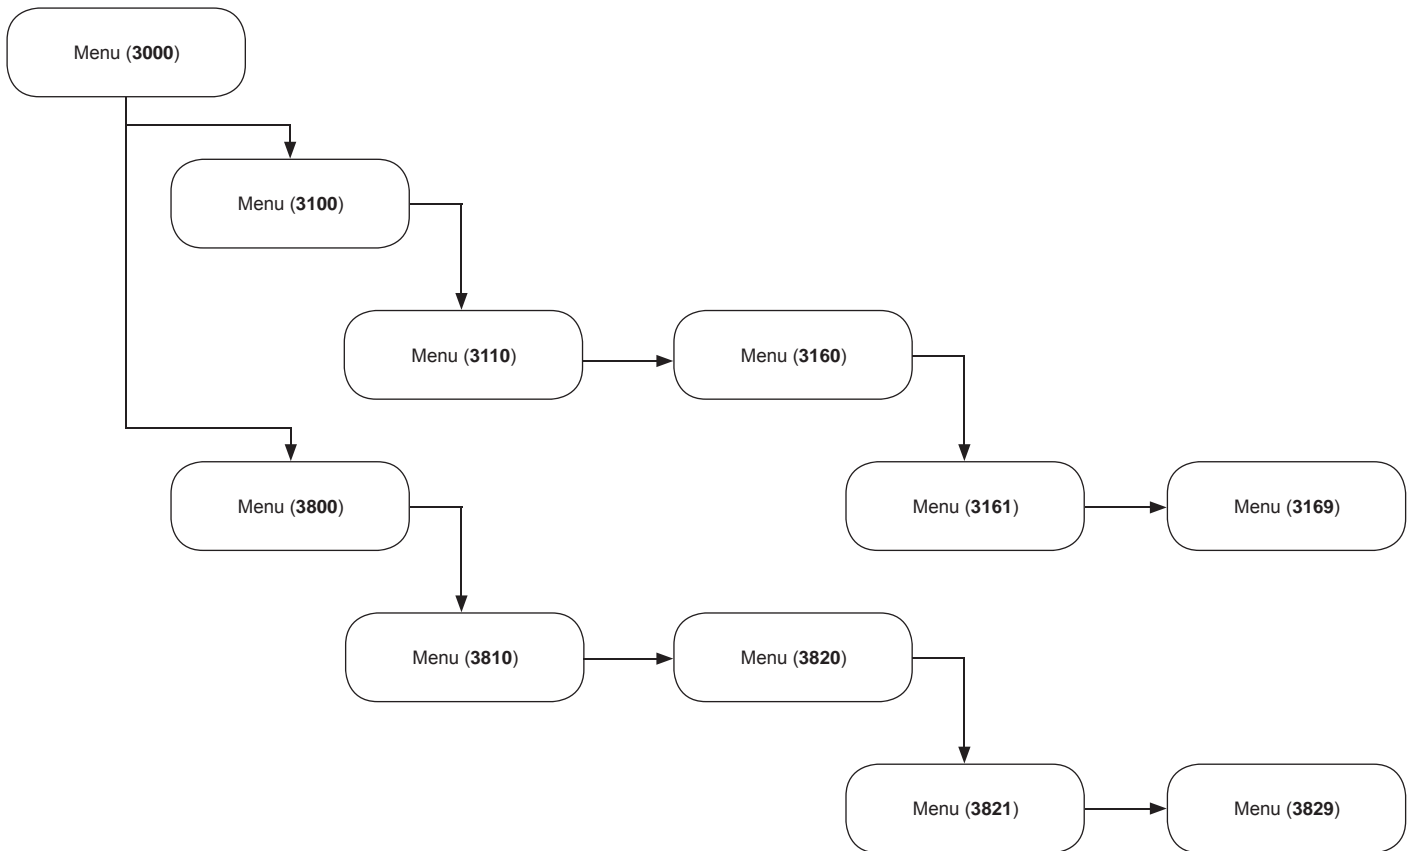 Menu (3000)
Menu (3100)
Menu (3110)
Menu (3160)
Menu (3800)
Menu (3161)
Menu (3169)
Menu (3810)
Menu (3820)
Menu (3821)
Menu (3829)